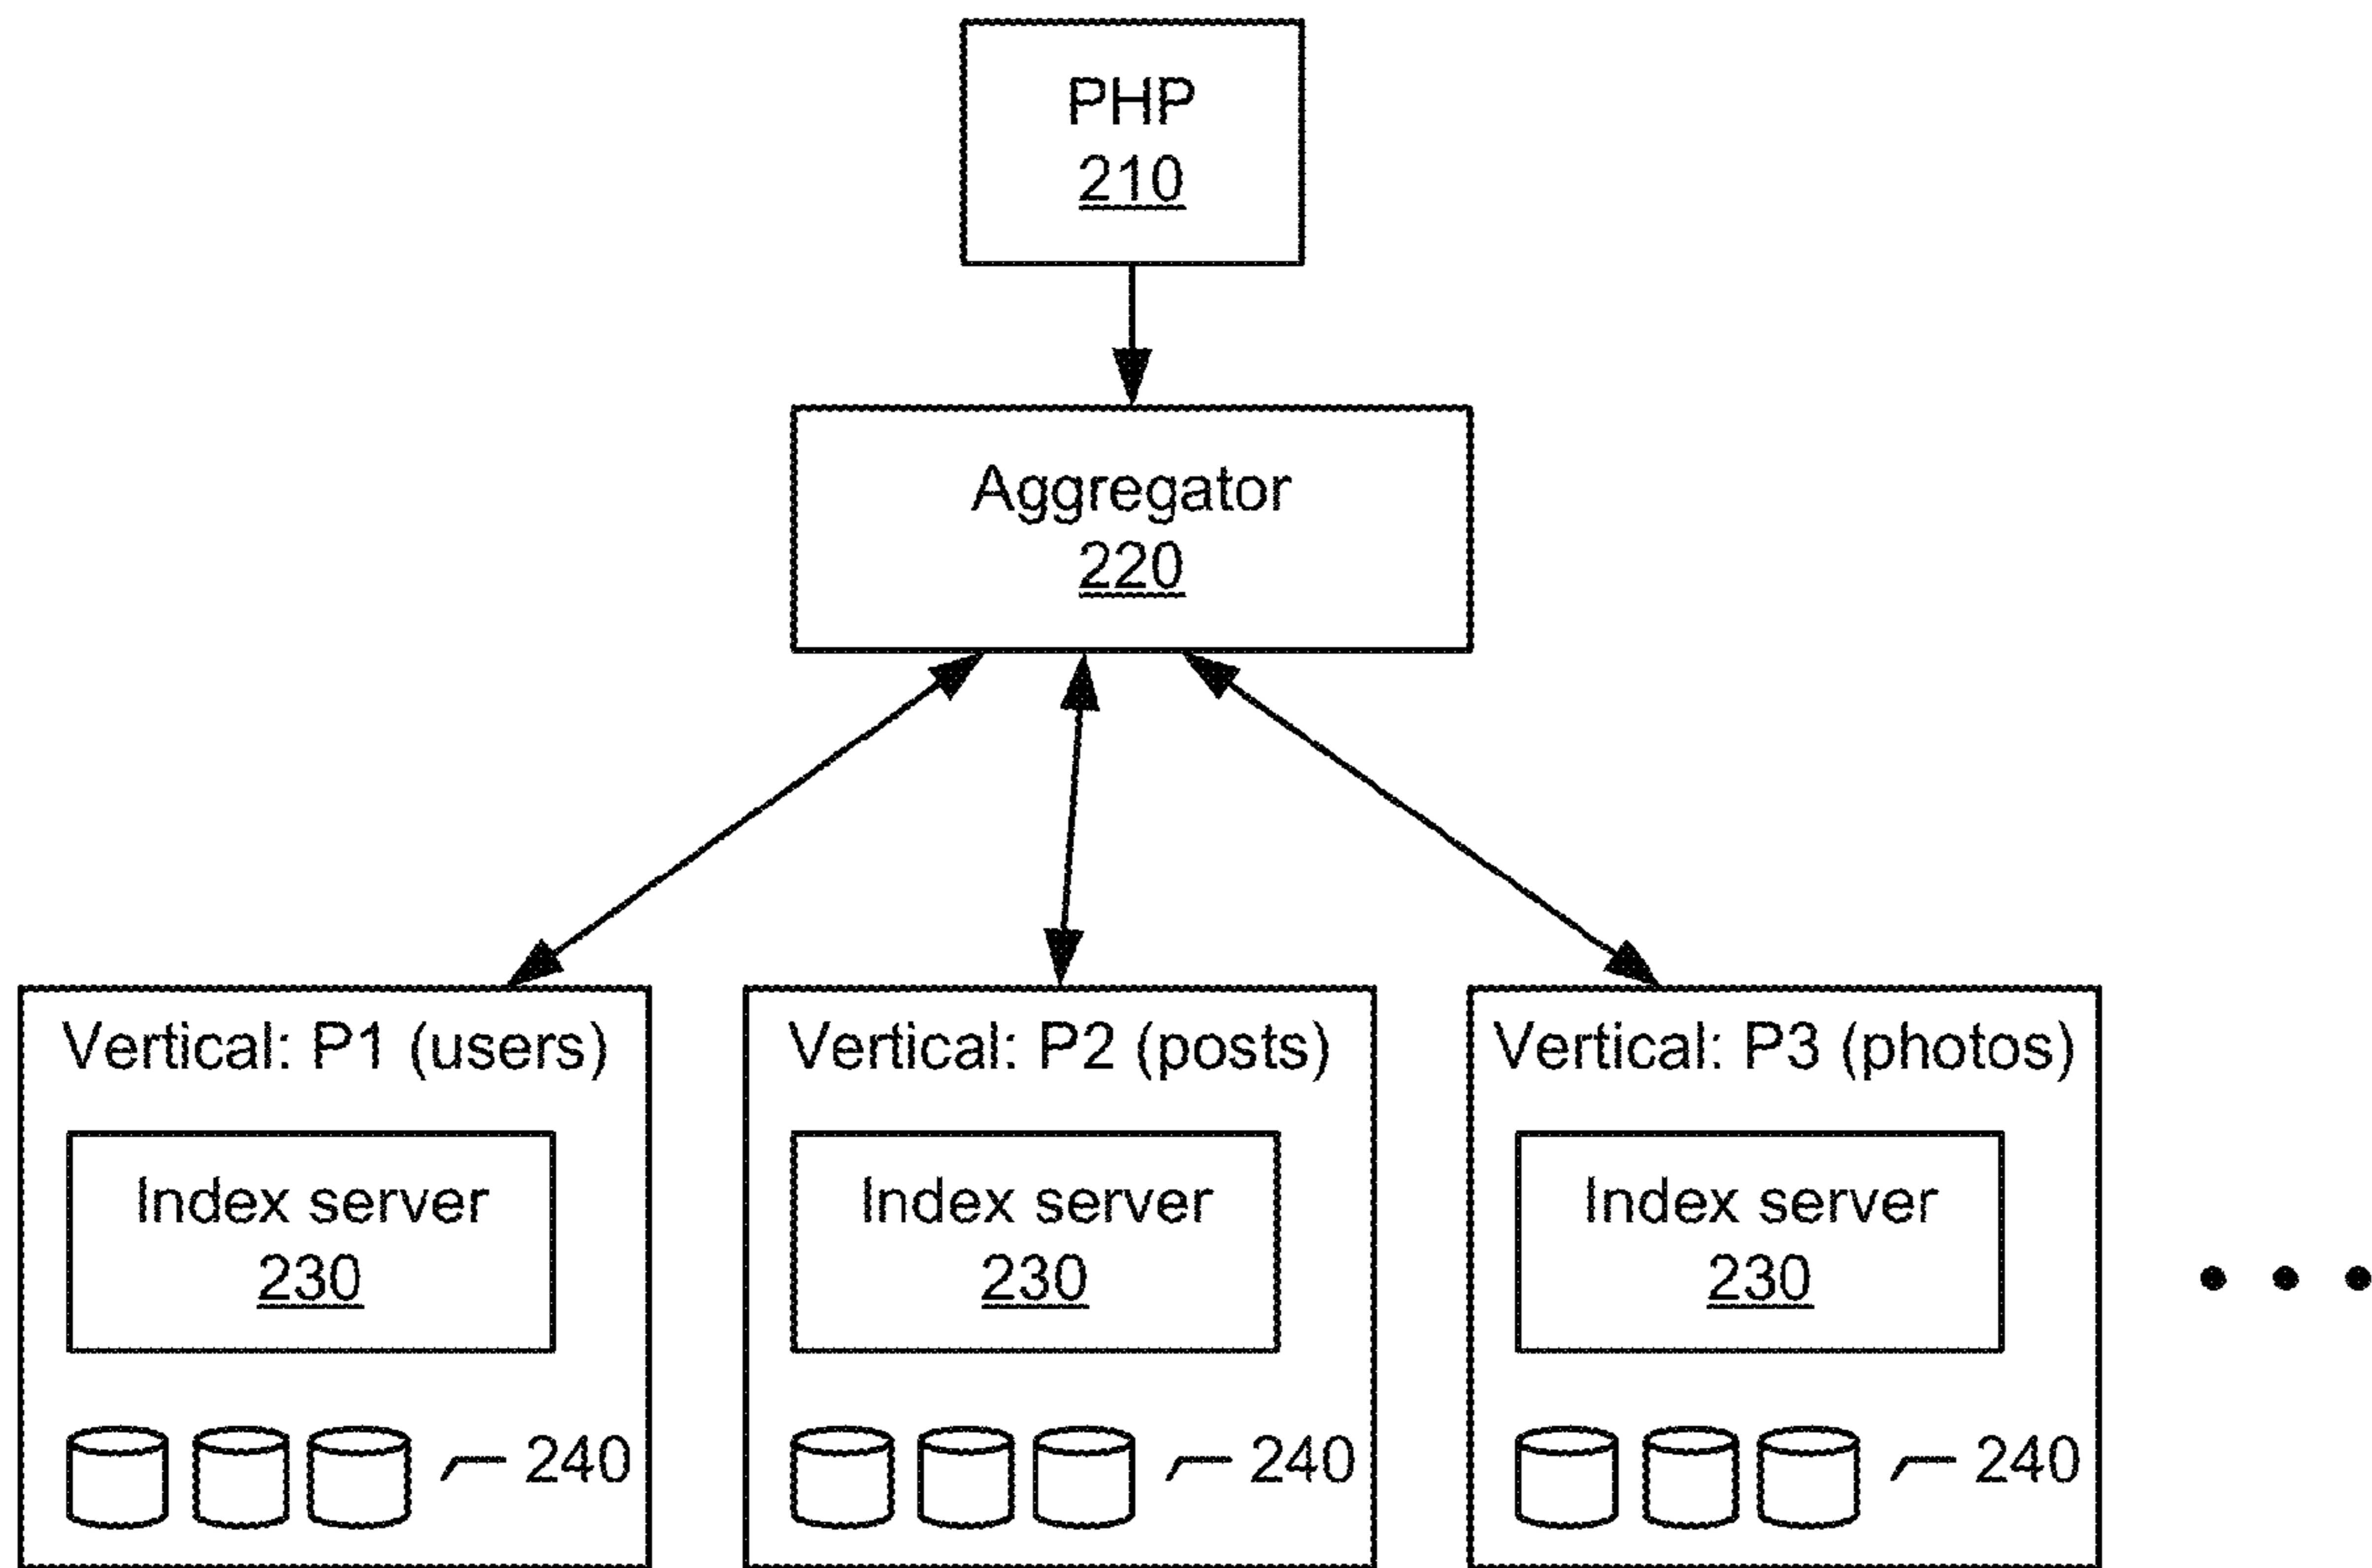 PHP
210
Aggregator
220
Vertical: P1 (users)
Index server
230
240
Vertical: P2 (posts)
Index server
230
240
Vertical: P3 (photos)
Index server
230
240